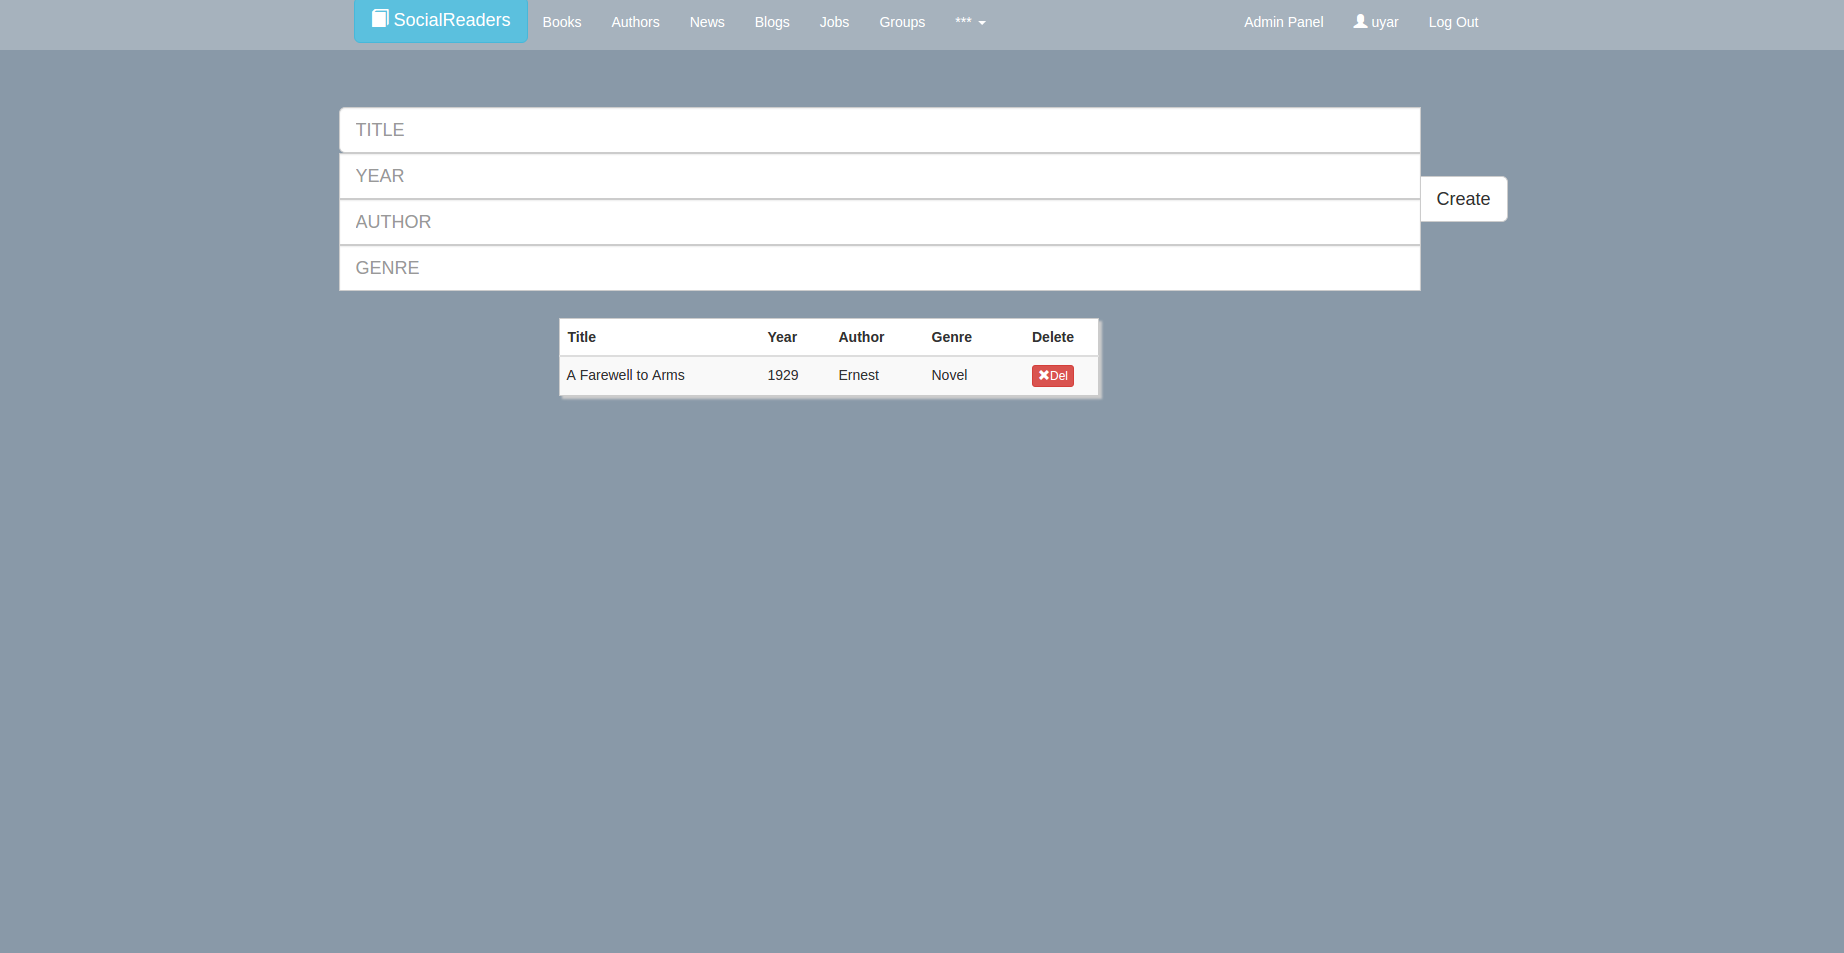 SocialReaders Books Authors News Blogs Jobs Groups *** Admin Panel uyar Log Out
TITLE
YEAR
Create
AUTHOR
GENRE
Title Year Author Genre Delete
A Farewell to Arms 1929 Ernest Novel Del